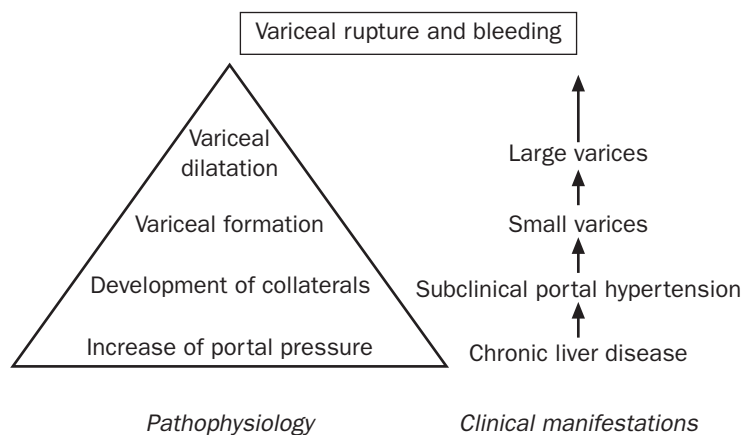 Variceal rupture and bleeding
Variceal
dilatation
Large varices
Variceal formation
Small varices
Development of collaterals
Subclinical portal hypertension
Increase of portal pressure
Chronic liver disease
Pathophysiology
Clinical manifestations